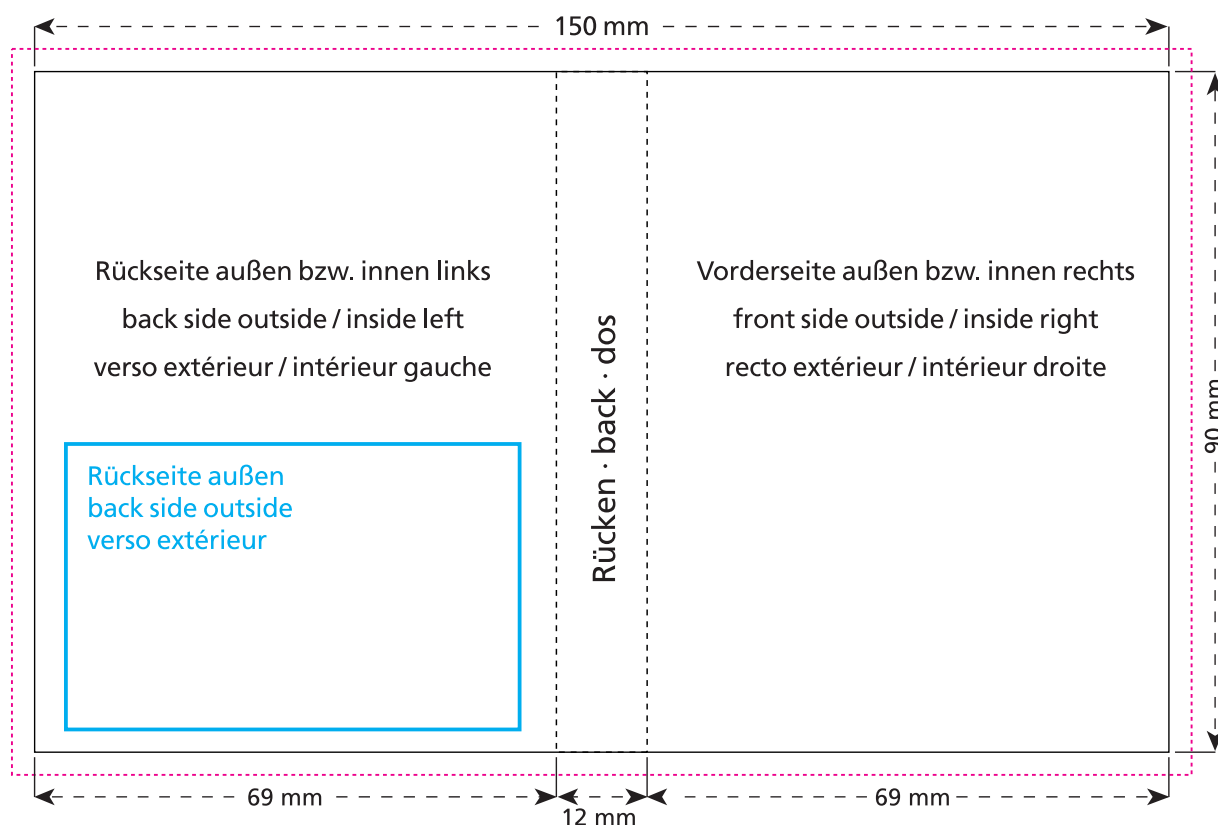 150 mm
Rückseite außen bzw. innen links
back side outside / inside left
verso extérieur / intérieur gauche
Rückseite außen
back side outside
verso extérieur
Rücken · back · dos
Vorderseite außen bzw. innen rechts
front side outside / inside right
recto extérieur / intérieur droite
90 mm
69 mm
12 mm
69 mm